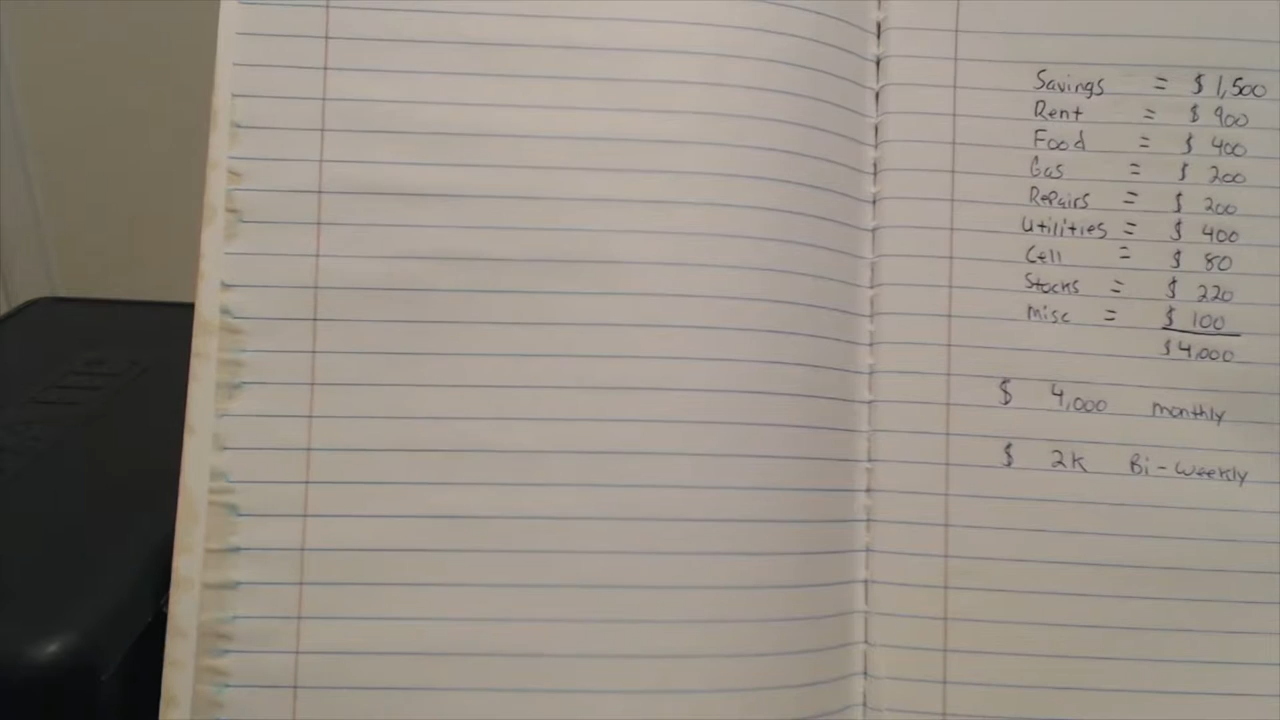 Savings = $ 1,500
Rent = $ 900
Food = $ 400
Gas = $ 200
Repairs = $ 200
Utilities = $ 400
Cell = $ 80
Stocks = $ 220
misc = $ 100
$4,000
$ 4,000 monthly
$ 2K Bi-weekly